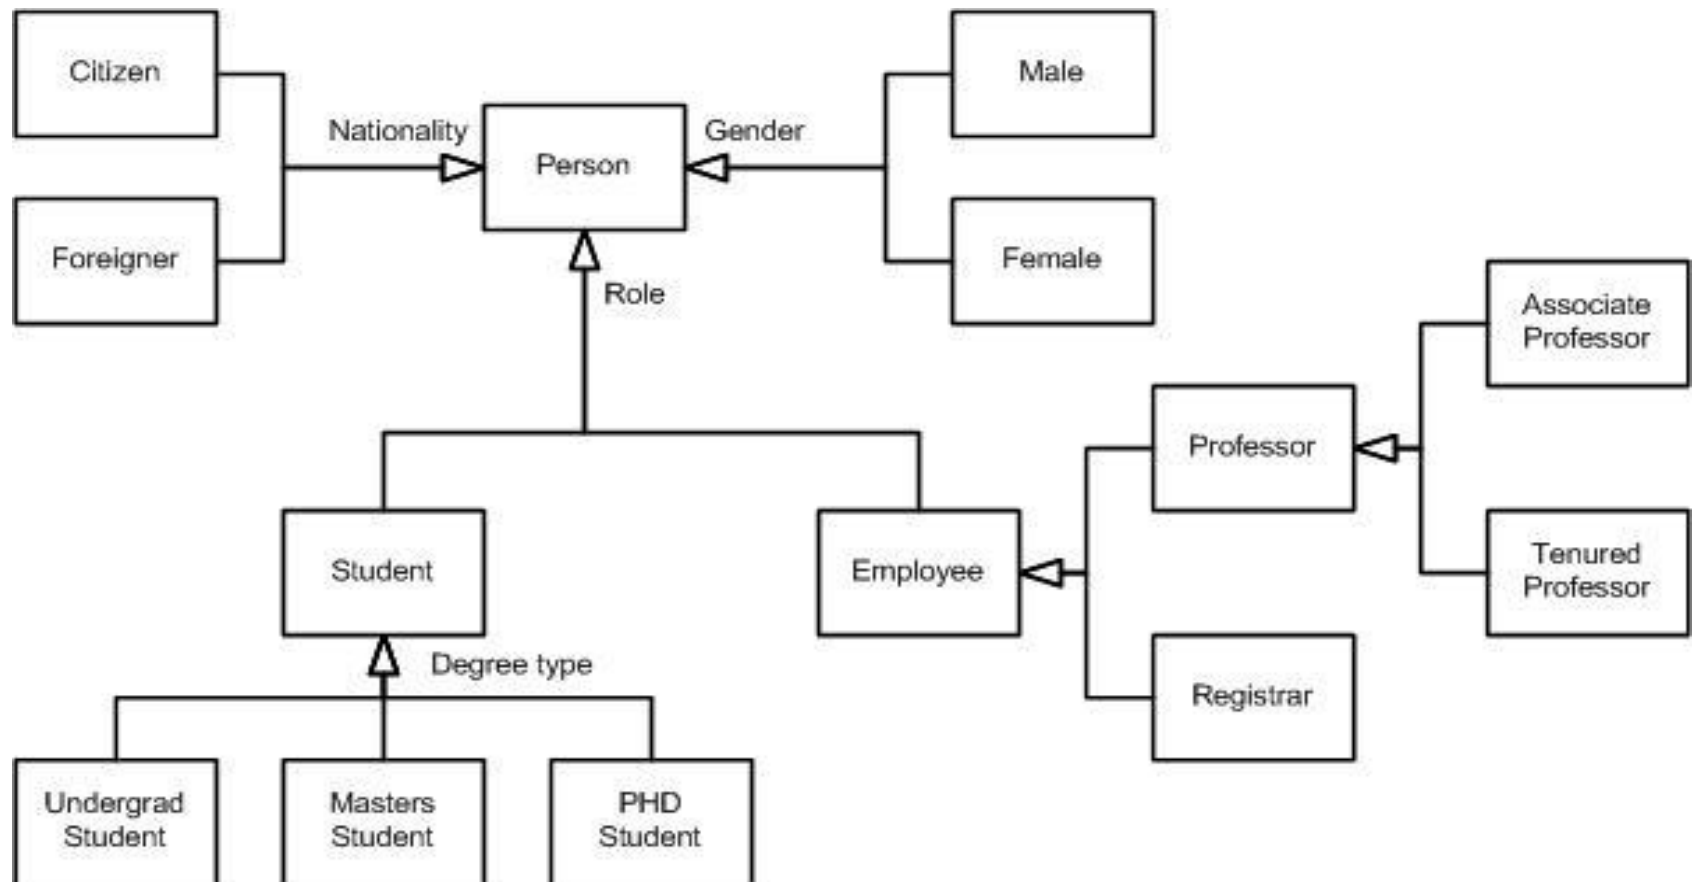 Citizen
Male
Nationality
Gender
Person
Foreigner
Female
Role
Associate
Professor
Professor
Student
Employee
Tenured
Professor
Degree type
Registrar
Undergrad
Student
Masters
Student
PHD
Student